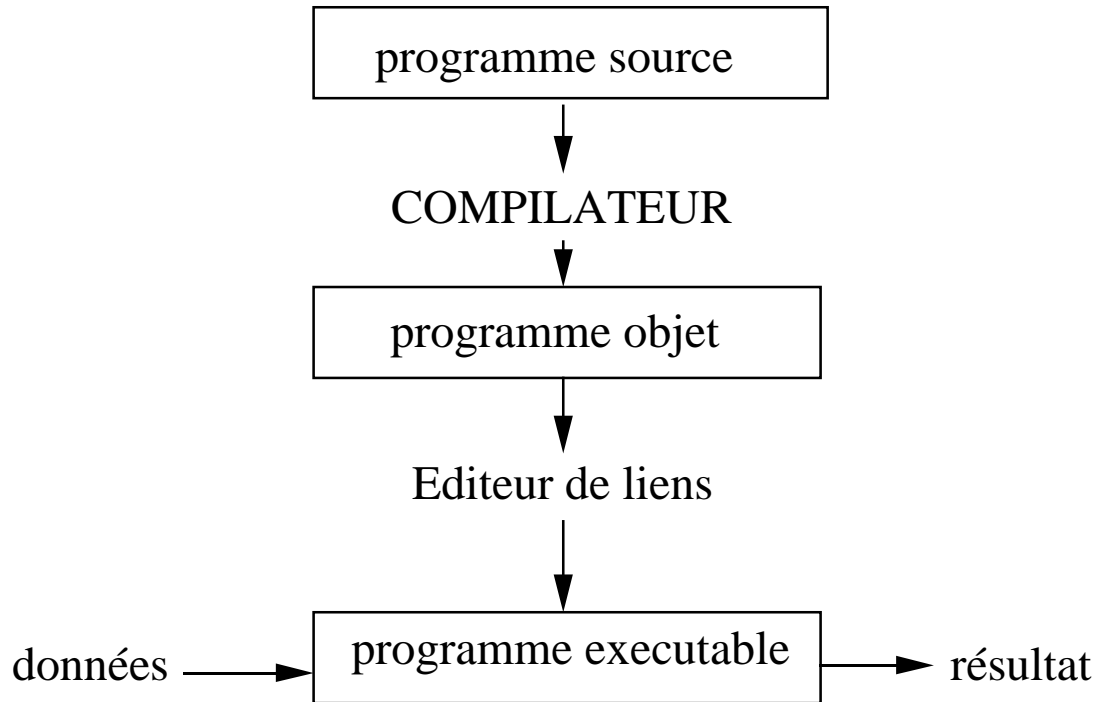 programme source
COMPILATEUR
programme objet
Editeur de liens
données
programme executable
résultat